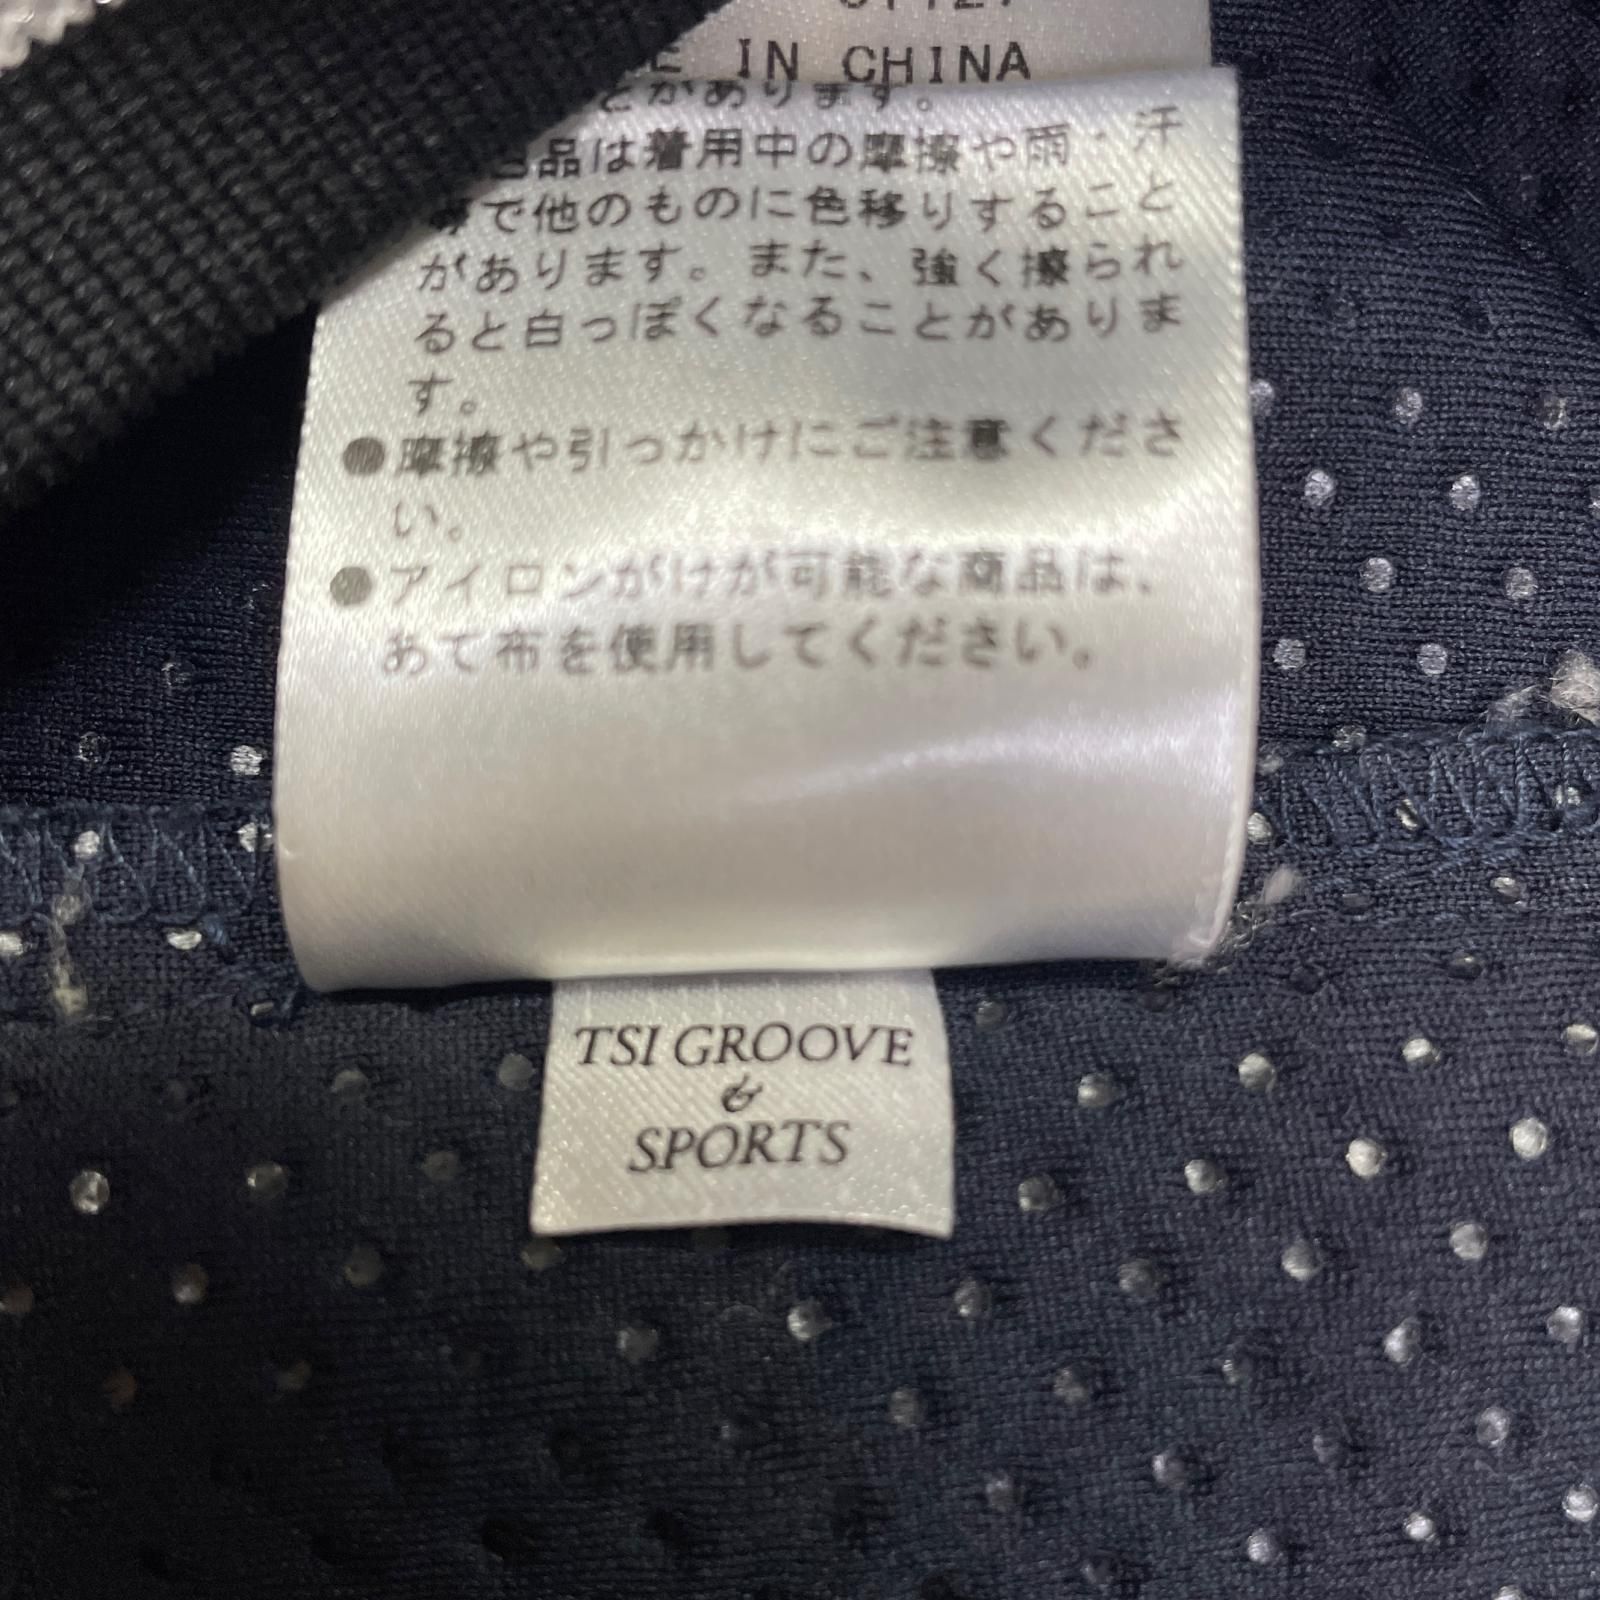 IN CHINA
とがあります。
品は着用中の摩擦や雨・汗
等で他のものに色移りすること
があります。また、強く擦られ
ると白っぽくなることがありま
す。
●摩擦や引っかけにご注意くださ
い。
●アイロンがけが可能な商品は、
あて布を使用してください。
TSI GROOVE
&
SPORTS